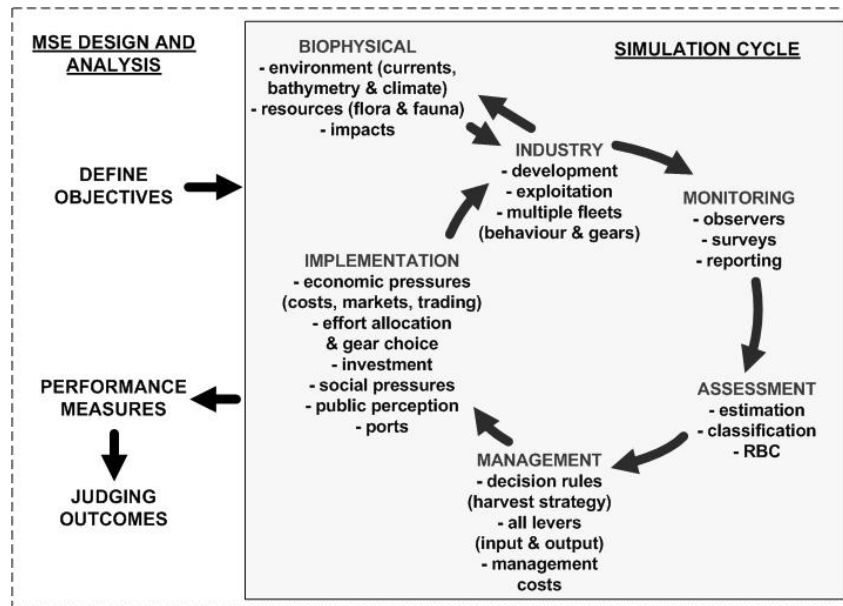 MSE DESIGN AND
ANALYSIS
DEFINE
OBJECTIVES
PERFORMANCE
MEASURES
JUDGING
OUTCOMES
SIMULATION CYCLE
BIOPHYSICAL
- environment (currents,
bathymetry & climate)
- resources (flora & fauna)
- impacts
INDUSTRY
- development
- exploitation
- multiple fleets
(behaviour & gears)
MONITORING
- observers
- surveys
- reporting
ASSESSMENT
- estimation
- classification
- RBC
MANAGEMENT
- decision rules
(harvest strategy)
- all levers
(input & output)
- management
costs
IMPLEMENTATION
- economic pressures
(costs, markets, trading)
- effort allocation
& gear choice
- investment
- social pressures
- public perception
- ports